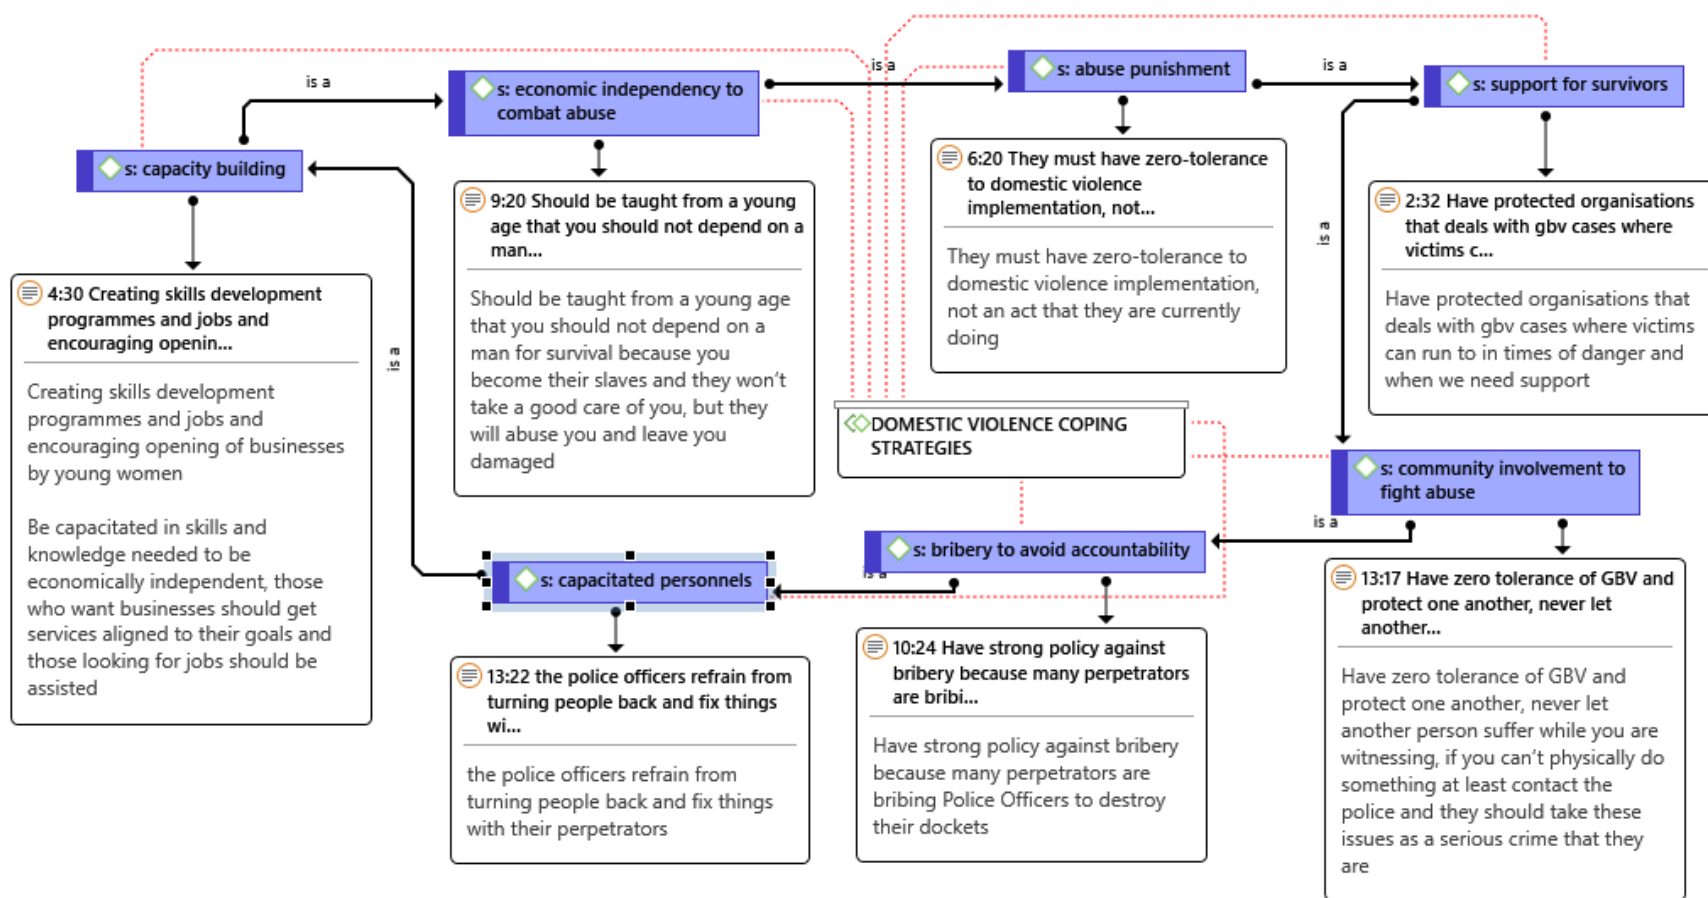 is a
s: economic independency to
combat abuse
is a
s: abuse punishment
is a
s: support for survivors
s: capacity building
is a
is a
4:30 Creating skills development
programmes and jobs and
encouraging openin...
Creating skills development
programmes and jobs and
encouraging opening of businesses
by young women
Be capacitated in skills and
knowledge needed to be
economically independent, those
who want businesses should get
services aligned to their goals and
those looking for jobs should be
assisted
9:20 Should be taught from a young
age that you should not depend on a
man...
Should be taught from a young age
that you should not depend on a
man for survival because you
become their slaves and they won't
take a good care of you, but they
will abuse you and leave you
damaged
6:20 They must have zero-tolerance
to domestic violence
implementation, not...
They must have zero-tolerance to
domestic violence implementation,
not an act that they are currently
doing
2:32 Have protected organisations
that deals with gbv cases where
victims c...
Have protected organisations that
deals with gbv cases where victims
can run to in times of danger and
when we need support
DOMESTIC VIOLENCE COPING
STRATEGIES
s: community involvement to
fight abuse
is a
s: bribery to avoid accountability
is a
s: capacitated personnels
13:22 the police officers refrain from
turning people back and fix things
wi...
the police officers refrain from
turning people back and fix things
with their perpetrators
10:24 Have strong policy against
bribery because many perpetrators
are bribi...
Have strong policy against bribery
because many perpetrators are
bribing Police Officers to destroy
their dockets
13:17 Have zero tolerance of GBV and
protect one another, never let
another...
Have zero tolerance of GBV and
protect one another, never let
another person suffer while you are
witnessing, if you can't physically do
something at least contact the
police and they should take these
issues as a serious crime that they
are